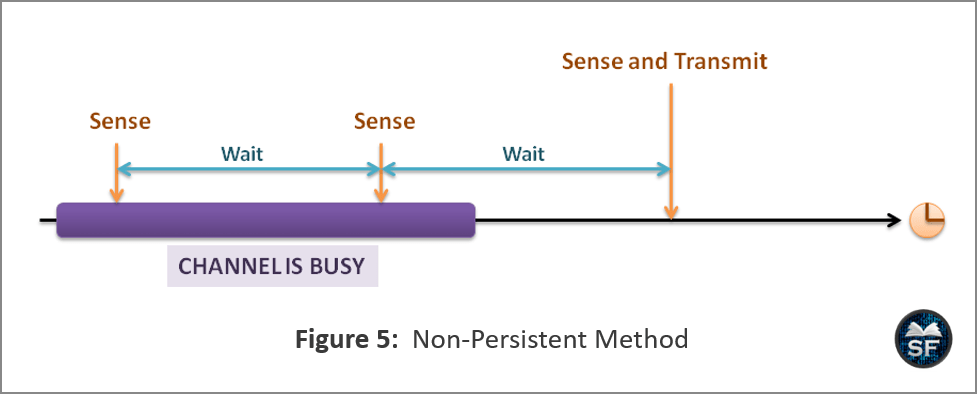 Sense and Transmit
Sense
Sense
Wait
Wait
CHANNEL IS BUSY
Figure 5: Non-Persistent Method
SF